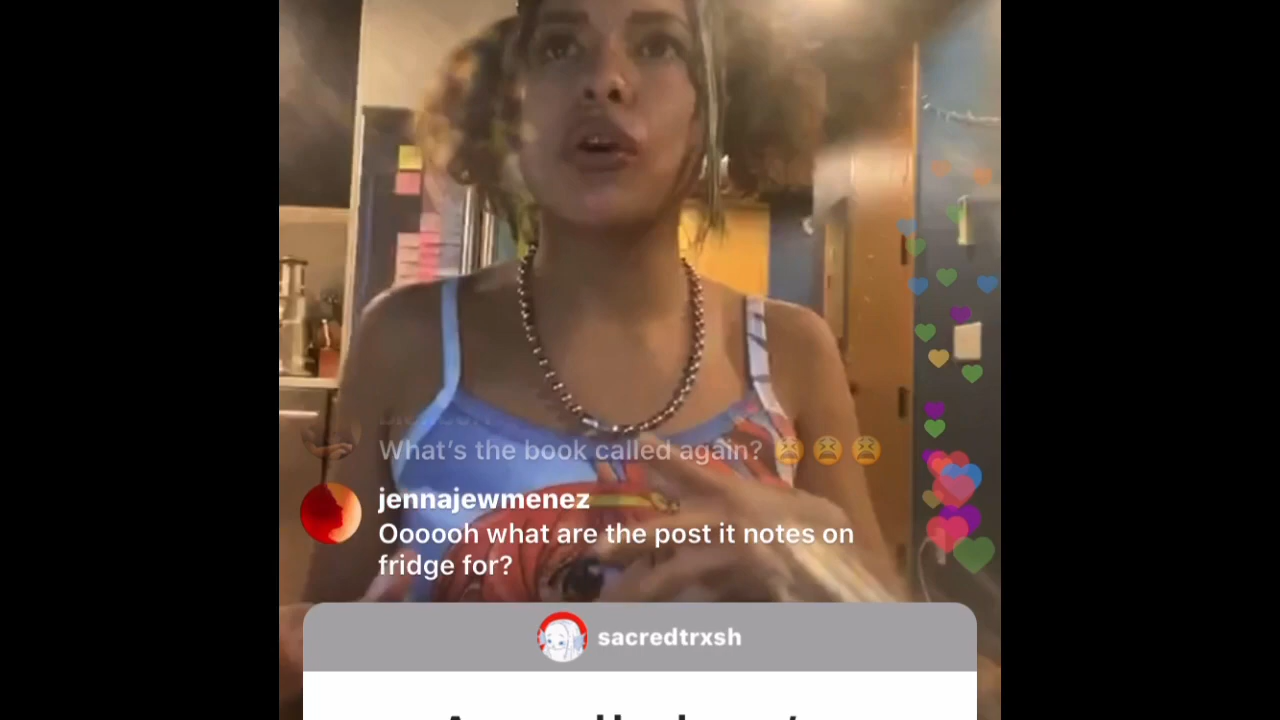 What's the book called again? 😫 😫 😫
jennajewmenez
Oooooh what are the post it notes on
fridge for?
sacredtrxsh